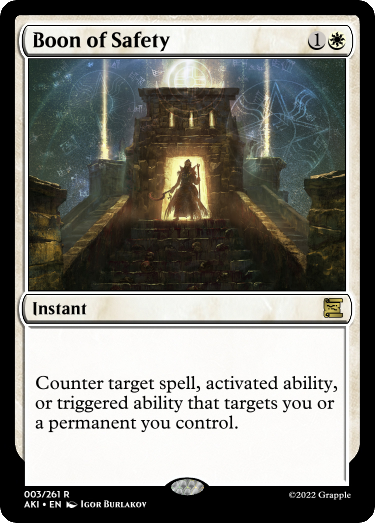 Boon of Safety 1
Instant
Counter target spell, activated ability,
or triggered ability that targets you or
a permanent you control.
003/261 R
AKI • EN Igor Burlakov
©2022 Grapple